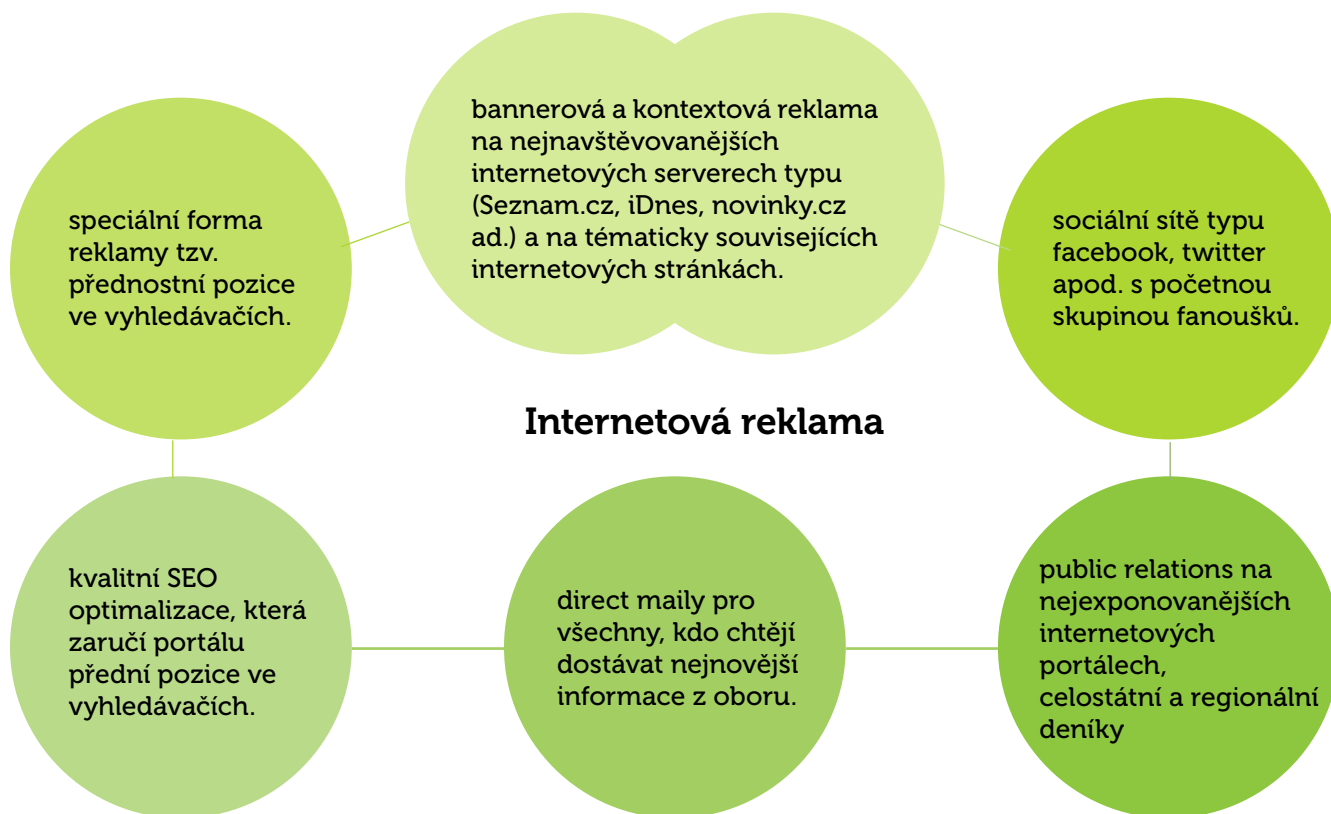 bannerová a kontextová reklama
na nejnavštěvovanějších
internetových serverech typu
(Seznam.cz, iDnes, novinky.cz
ad.) a na tématicky souvisejících
internetových stránkách.
speciální forma
reklamy tzv.
přednostní pozice
ve vyhledávačích.
sociální sítě typu
facebook, twitter
apod. s početnou
skupinou fanoušků.
Internetová reklama
kvalitní SEO
optimalizace, která
zaručí portálu
přední pozice ve
vyhledávačích.
direct maily pro
všechny, kdo chtějí
dostávat nejnovější
informace z oboru.
public relations na
nejexponovanějších
internetových
portálech,
celostátní a regionální
deníky